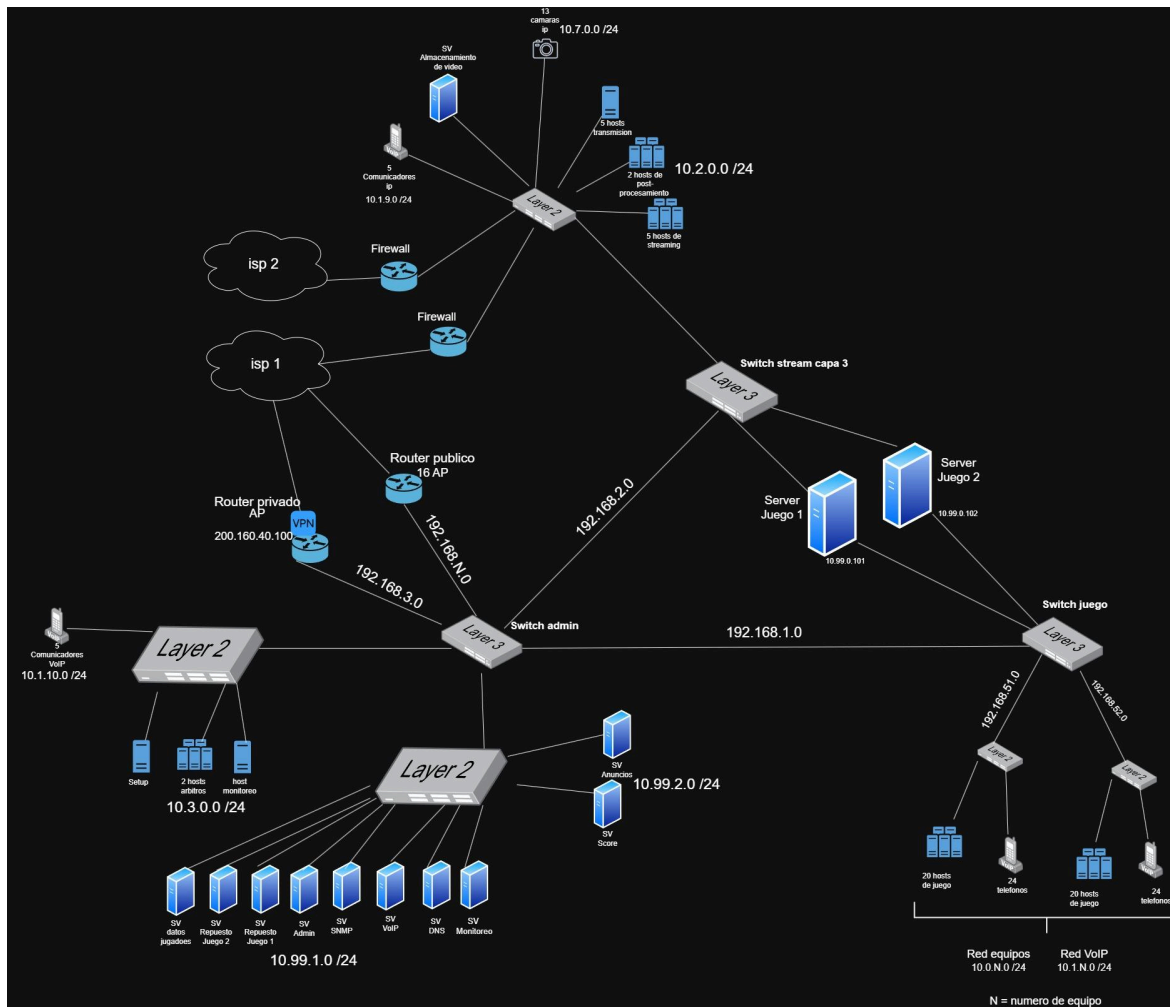 13
camaras
ip
10.7.0.0 /24
SV
Almacenamiento
de video
5 hosts
transmision
VoIP
5
Comunicadores
ip
10.1.9.0 /24
2 hosts de
post-
procesamiento
10.2.0.0 /24
Layer 2
5 hosts de
streaming
isp 2
Firewall
Firewall
isp 1
Switch stream capa 3
Layer 3
Router publico
16 AP
Server
Juego 2
10.99.0.102
Server
Juego 1
10.99.0.101
Router privado
AP
VPN
200.160.40.100
192.168.2.0
192.168.N.0
192.168.3.0
Switch juego
Layer 3
Switch admin
Layer 3
192.168.1.0
VoIP
5
Comunicadores
VoIP
10.1.10.0 /24
Layer 2
192.168.51.0
192.168.52.0
Setup
2 hosts
arbitros
host
monitoreo
10.3.0.0 /24
Layer 2
SV
Anuncios
10.99.2.0 /24
SV
Score
Layer 2
Layer 2
20 hosts
de juego
VoIP
24
telefonos
20 hosts
de juego
VoIP
24
telefonos
SV
datos
jugadoes
SV
Repuesto
Juego 2
SV
Repuesto
Juego 1
SV
Admin
SV
SNMP
SV
VoIP
SV
DNS
SV
Monitoreo
10.99.1.0 /24
Red equipos
10.0.N.0 /24
Red VoIP
10.1.N.0 /24
N = numero de equipo